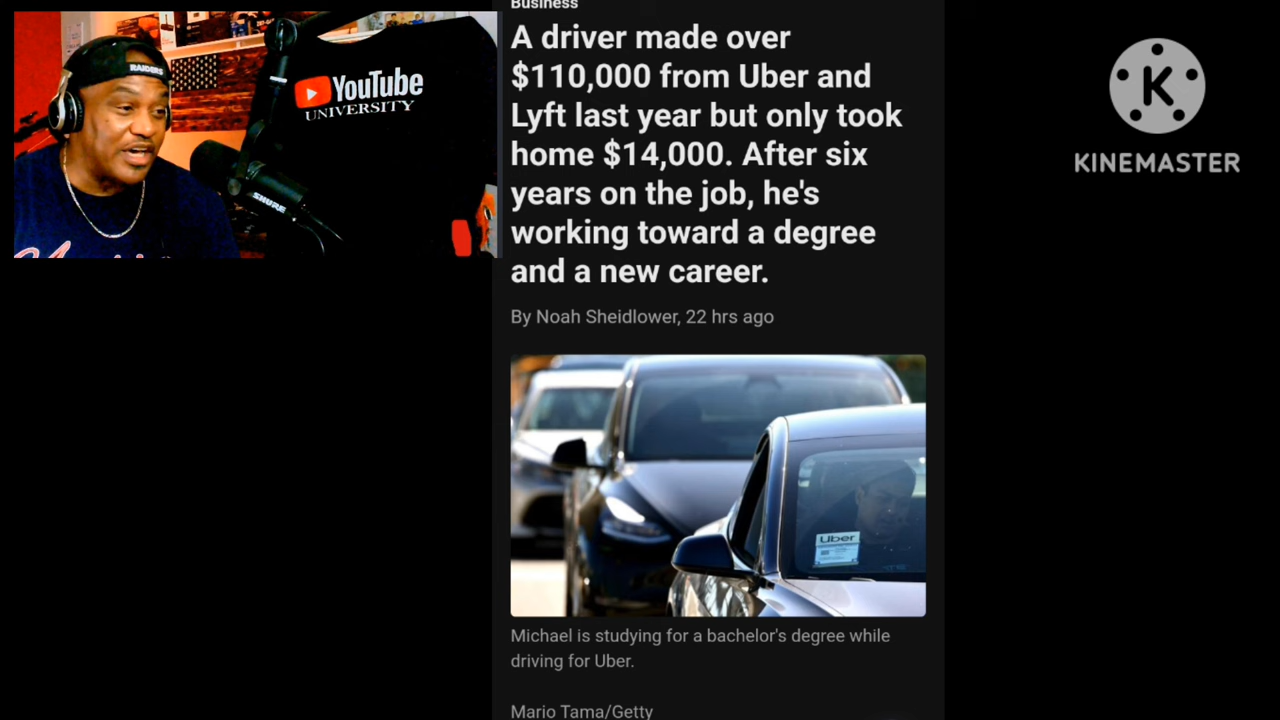 RAIDERS
YouTube
UNIVERSITY
SHURE
Business
A driver made over
$110,000 from Uber and
Lyft last year but only took
home $14,000. After six
years on the job, he's
working toward a degree
and a new career.
By Noah Sheidlower, 22 hrs ago
Uber
Michael is studying for a bachelor's degree while
driving for Uber.
Mario Tama/Getty
K
KINEMASTER